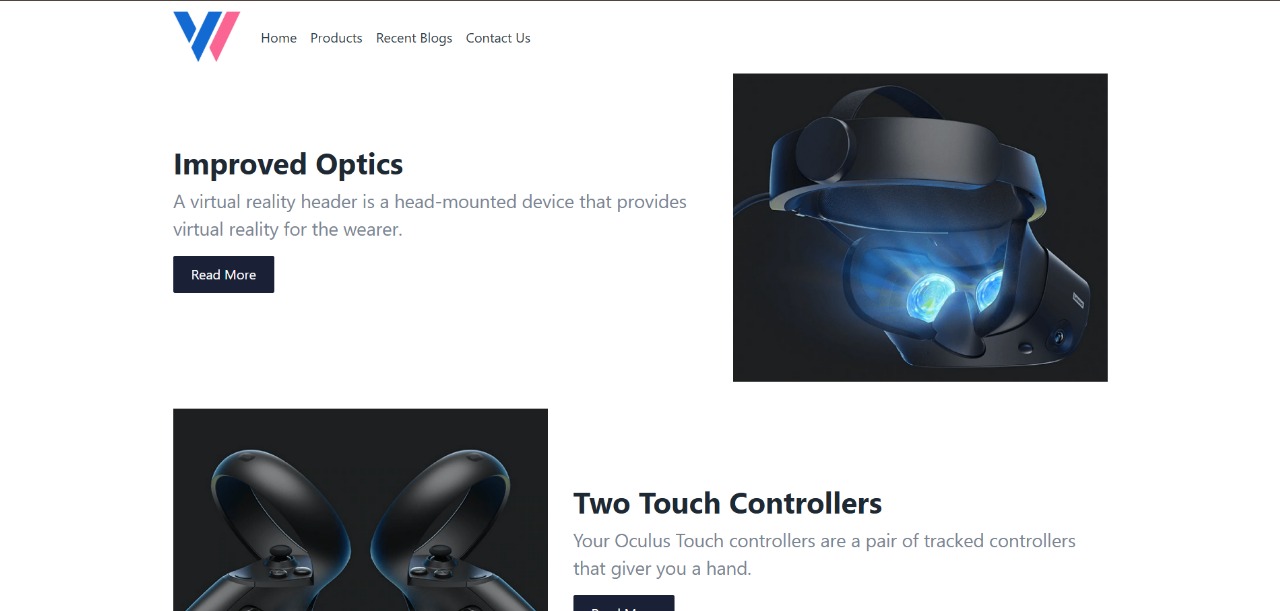 Home Products Recent Blogs Contact Us
Improved Optics
A virtual reality header is a head-mounted device that provides
virtual reality for the wearer.
Read More
Two Touch Controllers
Your Oculus Touch controllers are a pair of tracked controllers
that giver you a hand.
Read More